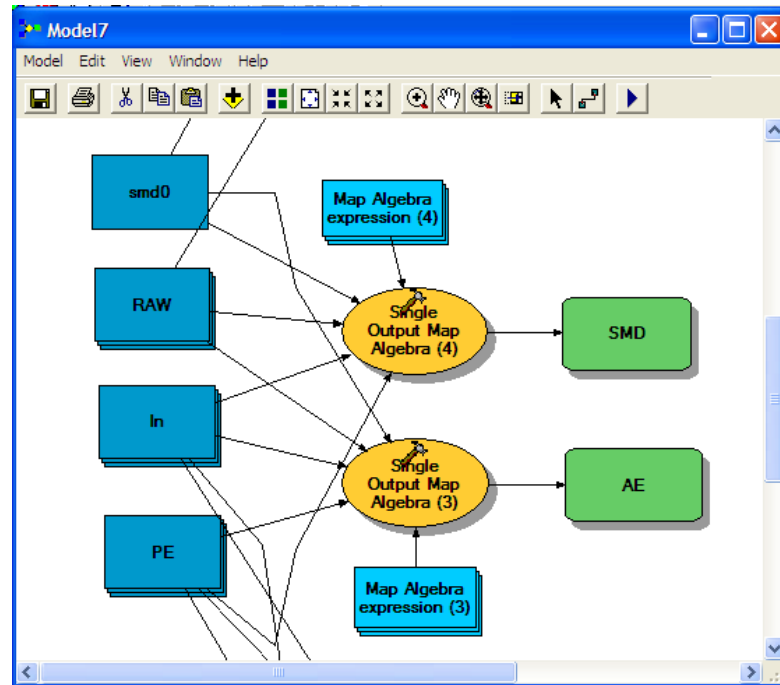 Model7
Model Edit View Window Help
smd0
Map Algebra
expression (4)
RAW
Single
Output Map
Algebra (4)
SMD
In
Single
Output Map
Algebra (3)
AE
PE
Map Algebra
expression (3)